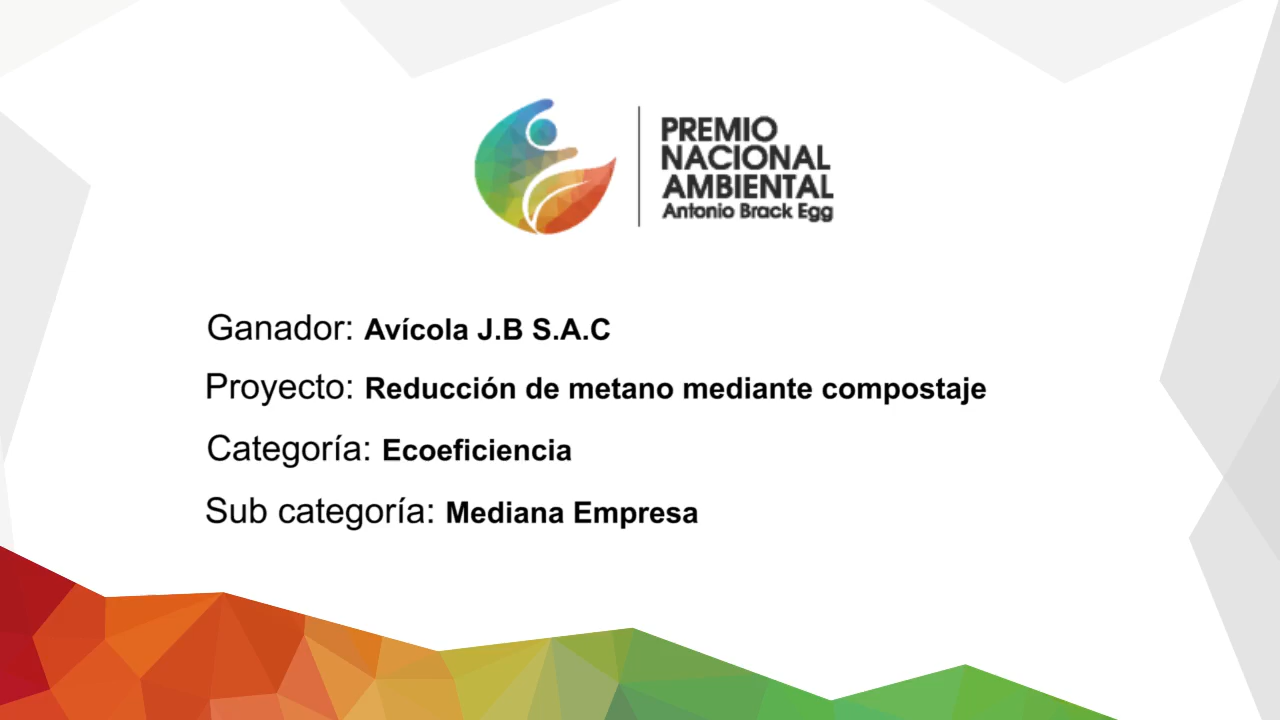 PREMIO
NACIONAL
AMBIENTAL
Antonio Brack Egg
Ganador: Avícola J.B S.A.C
Proyecto: Reducción de metano mediante compostaje
Categoría: Ecoeficiencia
Sub categoría: Mediana Empresa